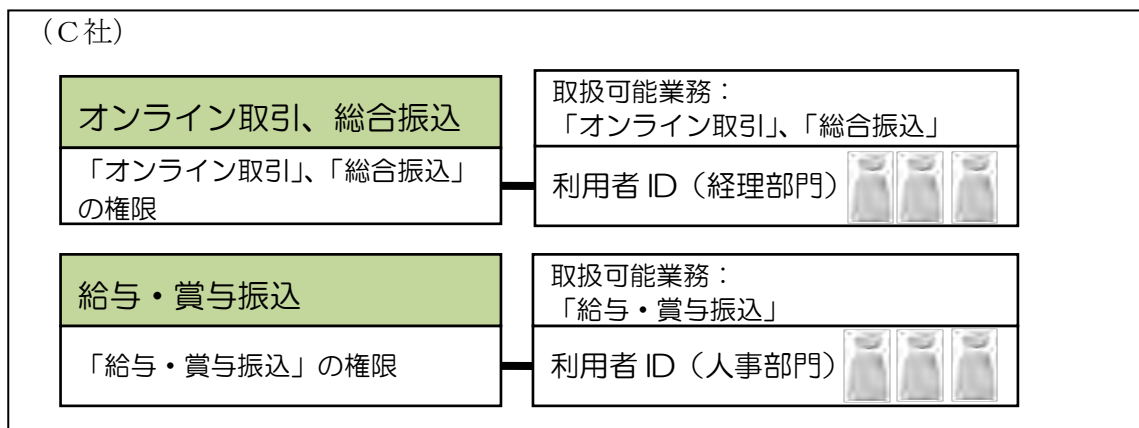 （C社）
オンライン取引、総合振込
「オンライン取引」、「総合振込」
の権限
取扱可能業務：
「オンライン取引」、「総合振込」
利用者 ID（経理部門）
給与・賞与振込
「給与・賞与振込」の権限
取扱可能業務：
「給与・賞与振込」
利用者 ID（人事部門）